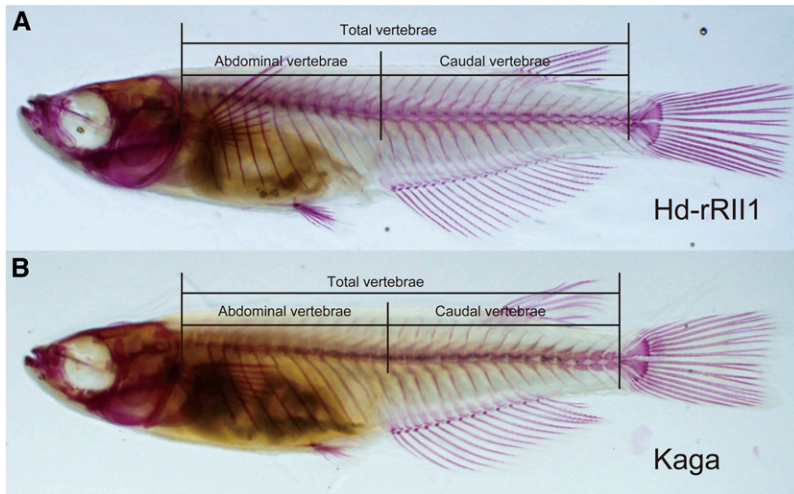 A
Total vertebrae
Abdominal vertebrae
Caudal vertebrae
Hd-rRII1
B
Total vertebrae
Abdominal vertebrae
Caudal vertebrae
Kaga